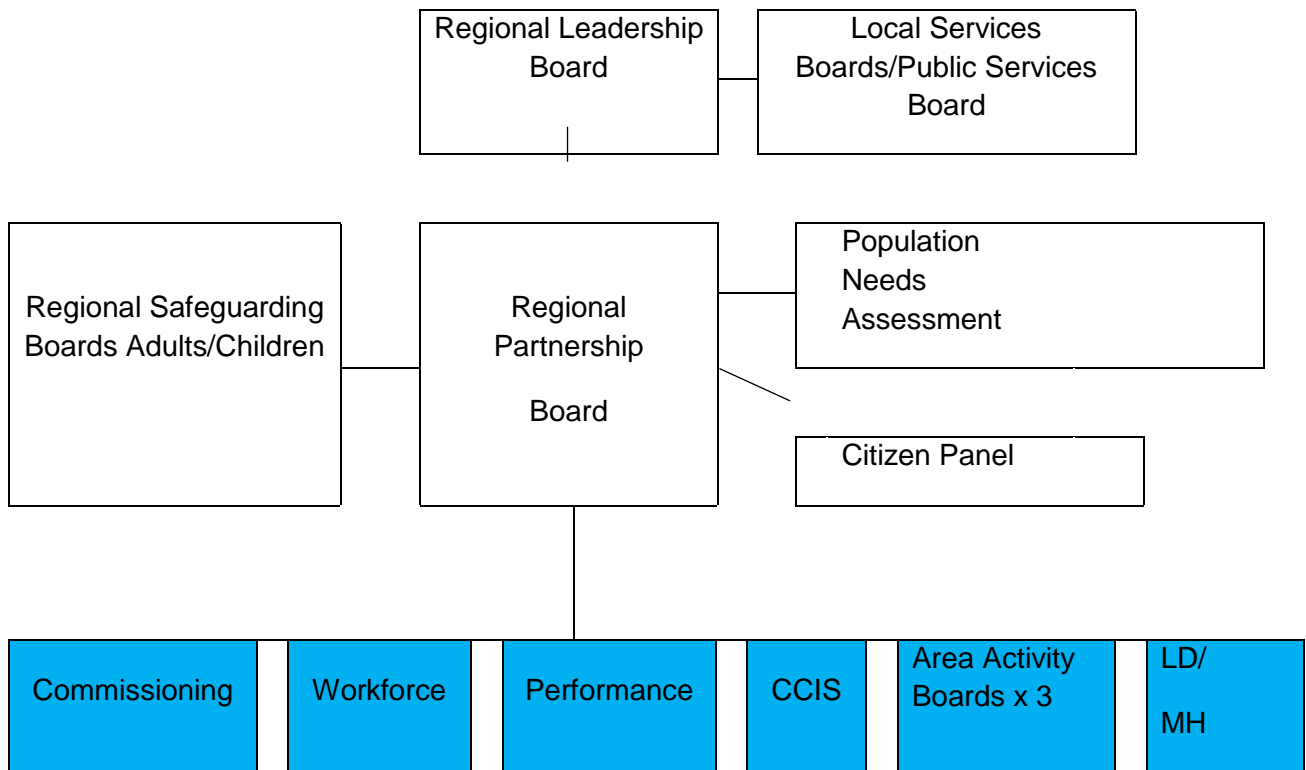 Regional Leadership
Board
Local Services
Boards/Public Services
Board
Regional Safeguarding
Boards Adults/Children
Regional
Partnership
Board
Population
Needs
Assessment
Citizen Panel
Commissioning
Workforce
Performance
CCIS
Area Activity
Boards x 3
LD/
MH